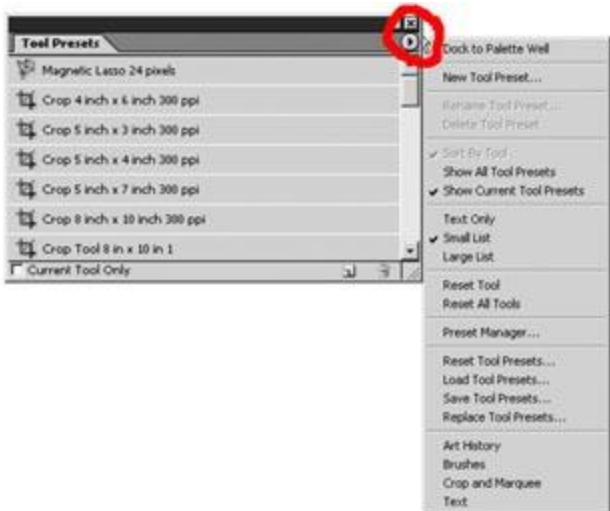 Tool Presets
Magnetic Lasso 24 pixels
Crop 4 inch x 6 inch 300 ppi
Crop 5 inch x 3 inch 300 ppi
Crop 5 inch x 4 inch 300 ppi
Crop 5 inch x 7 inch 300 ppi
Crop 8 inch x 10 inch 300 ppi
Crop Tool 8 in x 10 in 1
Current Tool Only
Dock to Palette Well
New Tool Preset...
Rename Tool Preset...
Delete Tool Preset
Sort By Tool
Show All Tool Presets
Show Current Tool Presets
Text Only
Small List
Large List
Reset Tool
Reset All Tools
Preset Manager...
Reset Tool Presets...
Load Tool Presets...
Save Tool Presets...
Replace Tool Presets...
Art History
Brushes
Crop and Marquee
Text